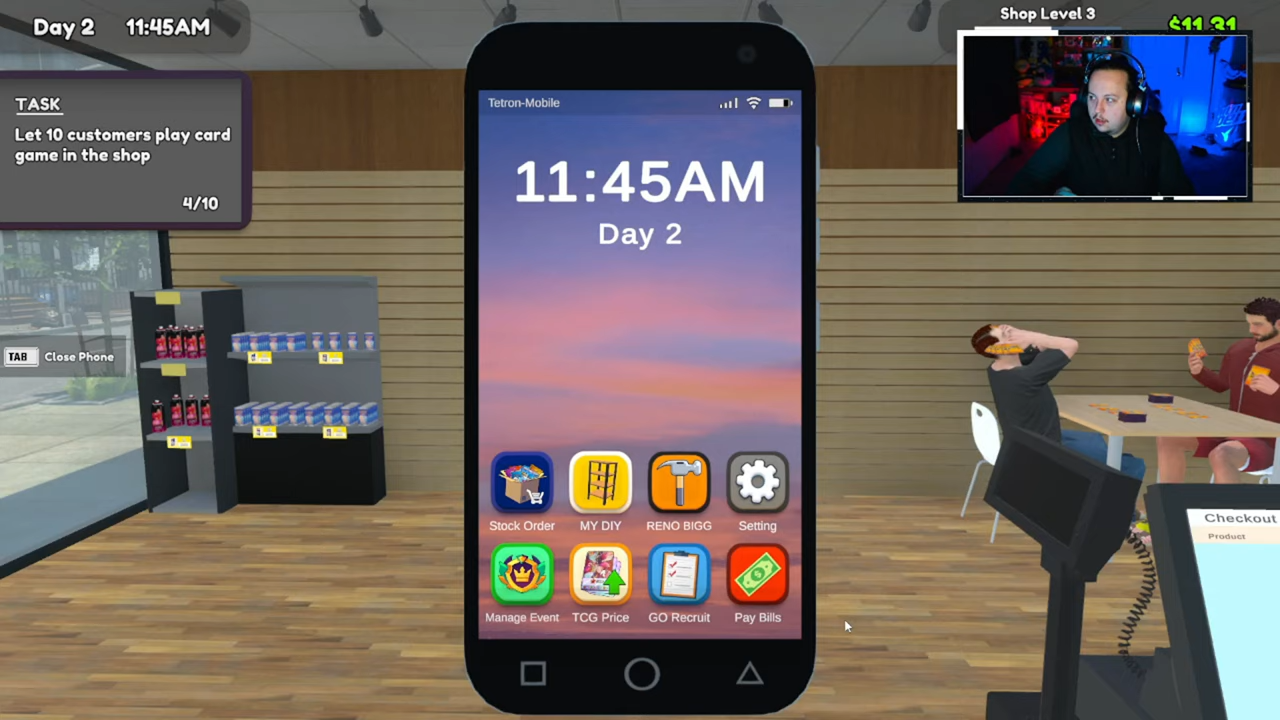 Day 2 11:45AM
Shop Level 3
$11.31
TASK
Let 10 customers play card
game in the shop
4/10
TAB Close Phone
Tetron-Mobile
11:45AM
Day 2
Stock Order MY DIY RENO BIGG Setting
Manage Event TCG Price GO Recruit Pay Bills
Checkout
Product